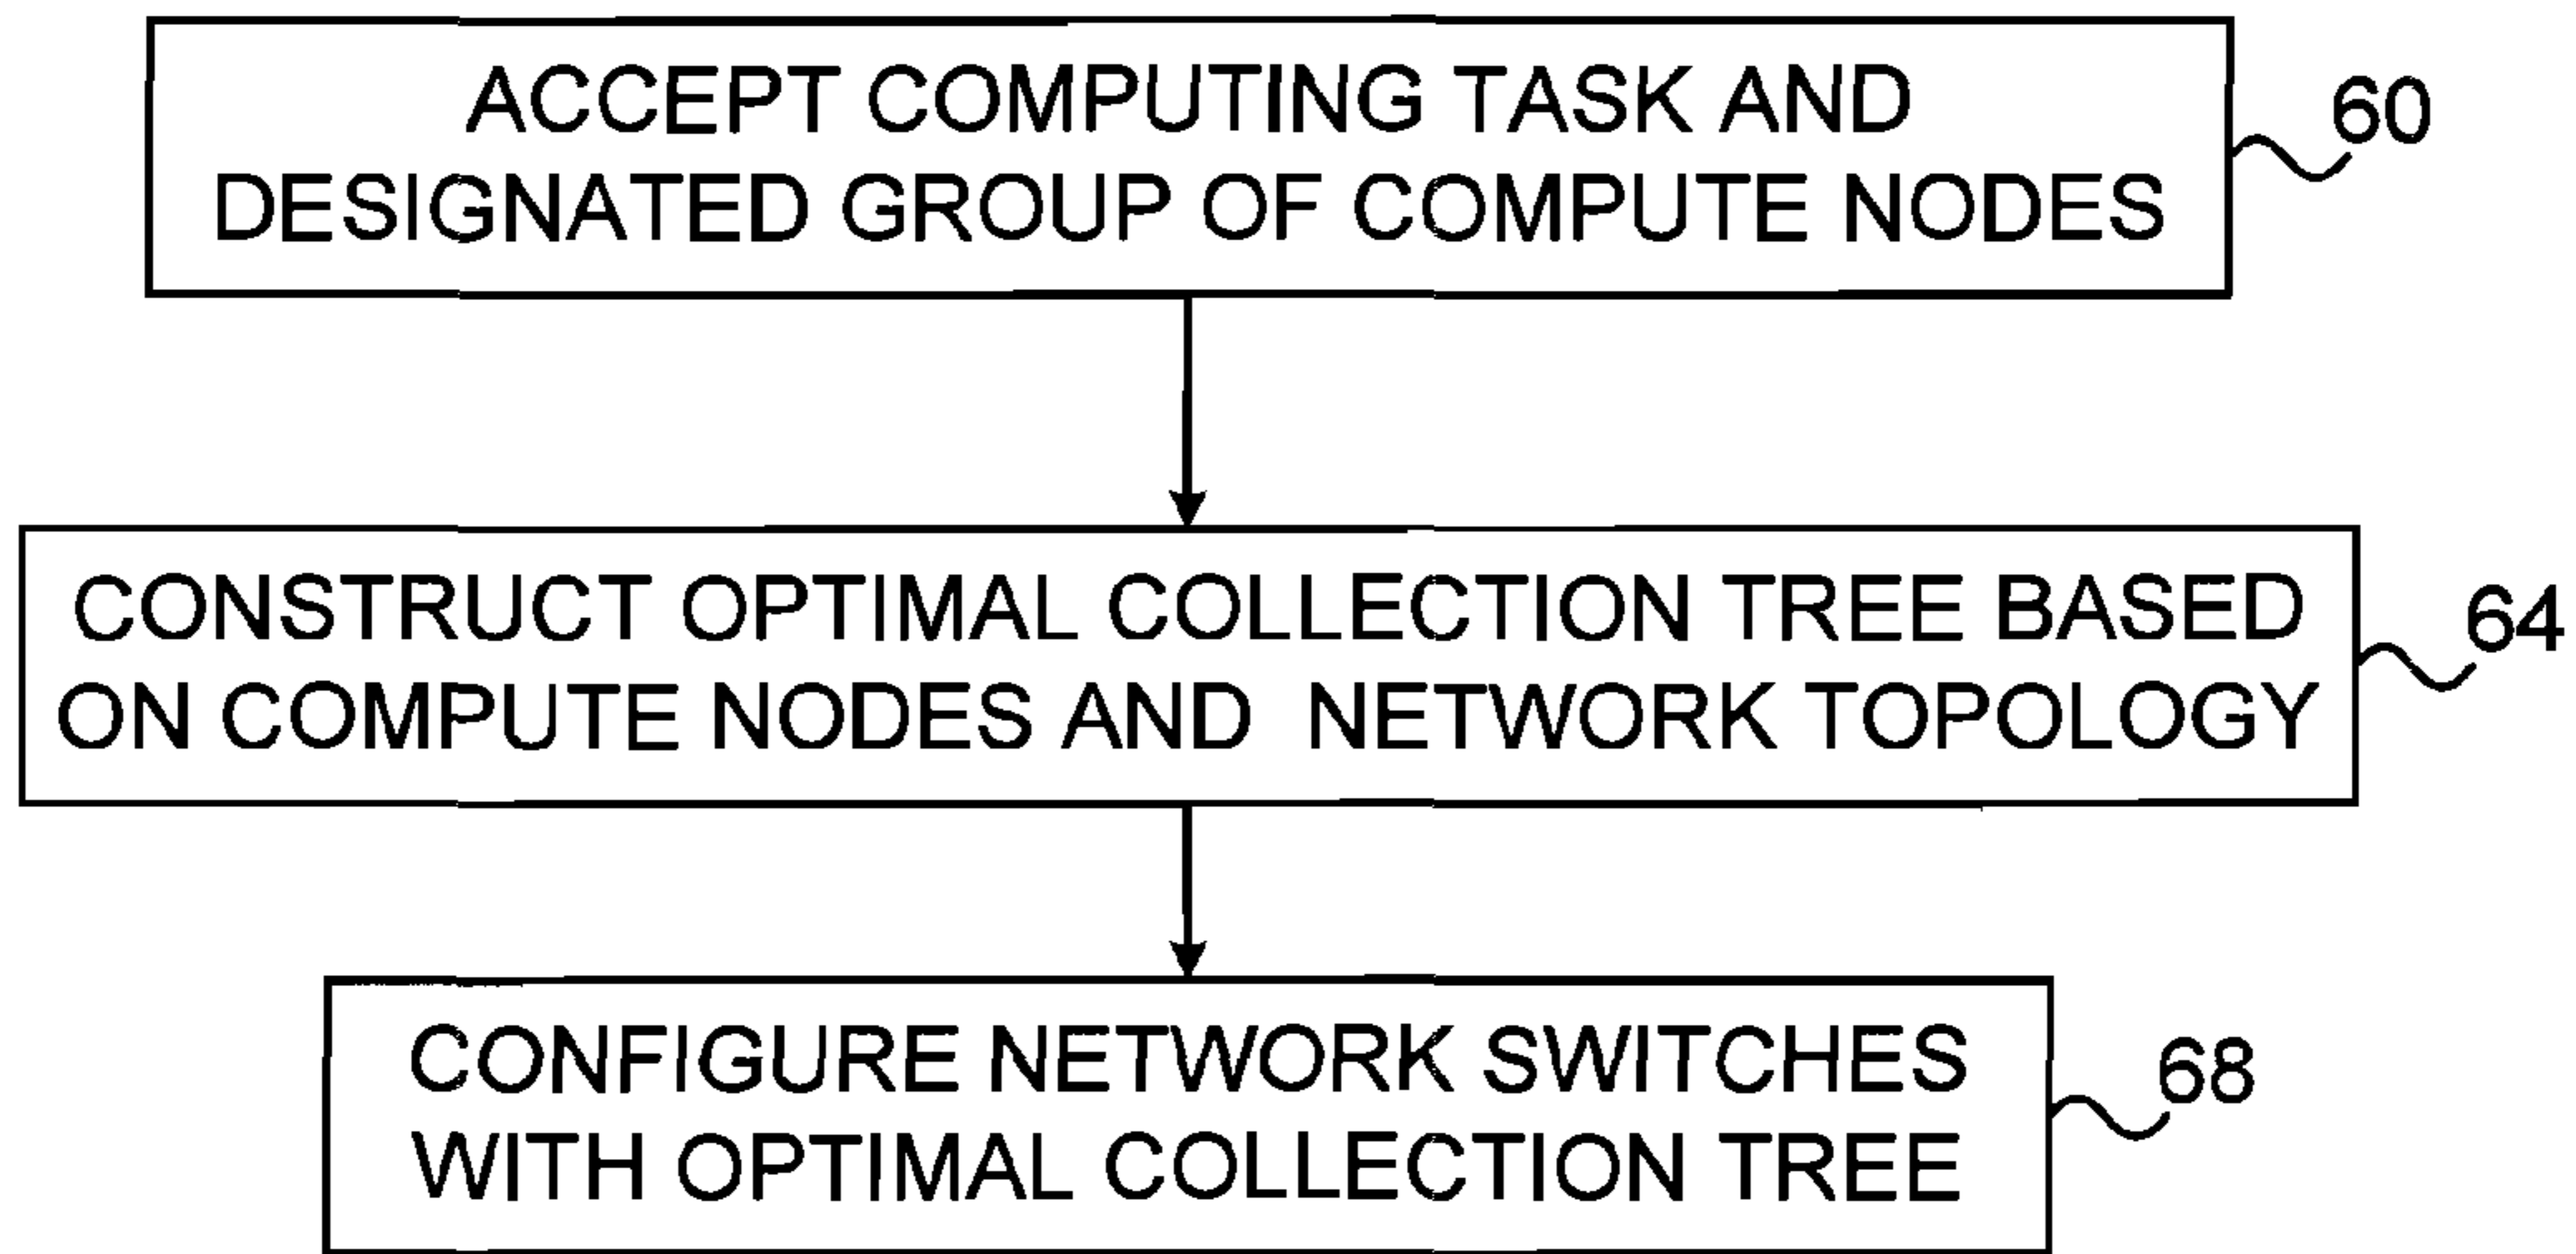 ACCEPT COMPUTING TASK AND
DESIGNATED GROUP OF COMPUTE NODES
60
CONSTRUCT OPTIMAL COLLECTION TREE BASED
ON COMPUTE NODES AND NETWORK TOPOLOGY
64
CONFIGURE NETWORK SWITCHES
WITH OPTIMAL COLLECTION TREE
68